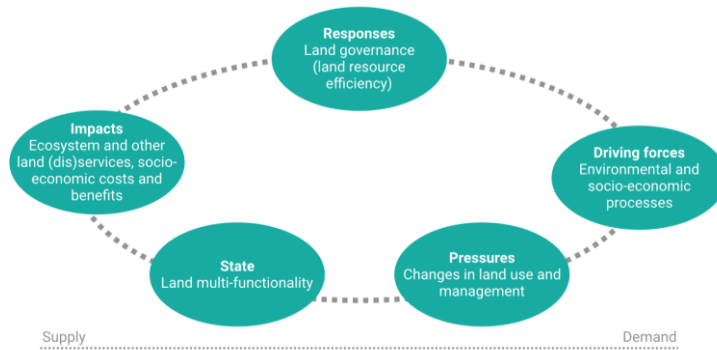 Responses
Land governance
(land resource
efficiency)
Impacts
Ecosystem and other
land (dis)services, socio-
economic costs and
benefits
Driving forces
Environmental and
socio-economic
processes
State
Land multi-functionality
Pressures
Changes in land use and
management
Supply
Demand